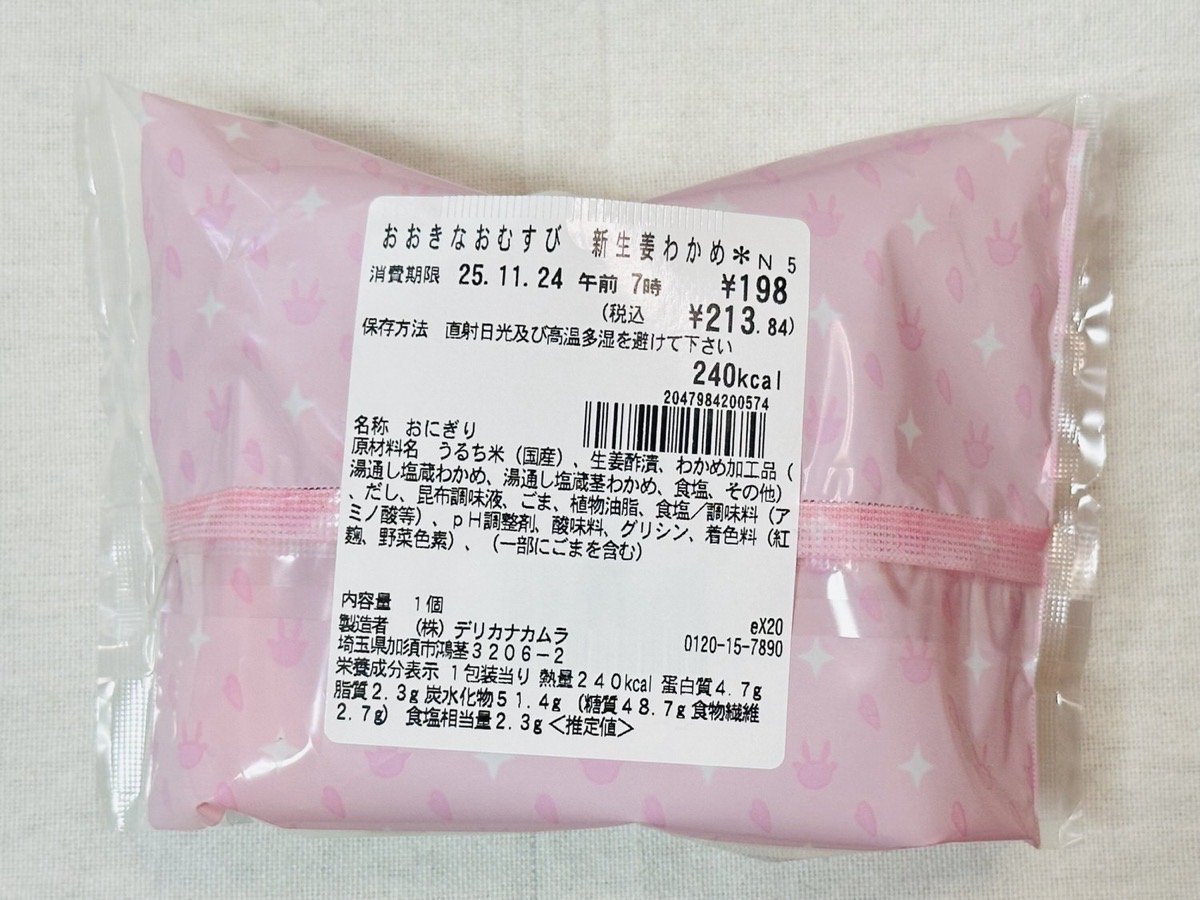 おおきなおむすび　新生姜わかめ＊N 5
消費期限 25.11.24 午前 7時 ¥198
(税込 ¥213.84)
保存方法　直射日光及び高温多湿を避けて下さい
240kcal
2047984200574
名称　おにぎり
原材料名　うるち米（国産）、生姜酢漬、わかめ加工品（
湯通し塩蔵わかめ、湯通し塩蔵茎わかめ、食塩、その他）
、だし、昆布調味液、ごま、植物油脂、食塩／調味料（ア
ミノ酸等）、pH調整剤、酸味料、グリシン、着色料（紅
麹、野菜色素）、（一部にごまを含む）
内容量　1個
eX20
製造者　（株）デリカナカムラ
0120-15-7890
埼玉県加須市鴻茎３２０６−２
栄養成分表示 １包装当り 熱量２４０kcal 蛋白質４.７g
脂質２.３g 炭水化物５１.４g（糖質４８.７g 食物繊維
２.７g） 食塩相当量２.３g＜推定値＞